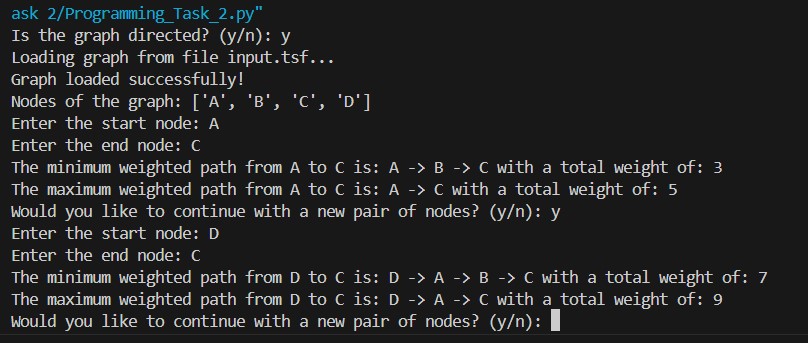 ask 2/Programming_Task_2.py"
Is the graph directed? (y/n): y
Loading graph from file input.tsf...
Graph loaded successfully!
Nodes of the graph: ['A', 'B', 'C', 'D']
Enter the start node: A
Enter the end node: C
The minimum weighted path from A to C is: A -> B -> C with a total weight of: 3
The maximum weighted path from A to C is: A -> C with a total weight of: 5
Would you like to continue with a new pair of nodes? (y/n): y
Enter the start node: D
Enter the end node: C
The minimum weighted path from D to C is: D -> A -> B -> C with a total weight of: 7
The maximum weighted path from D to C is: D -> A -> C with a total weight of: 9
Would you like to continue with a new pair of nodes? (y/n):